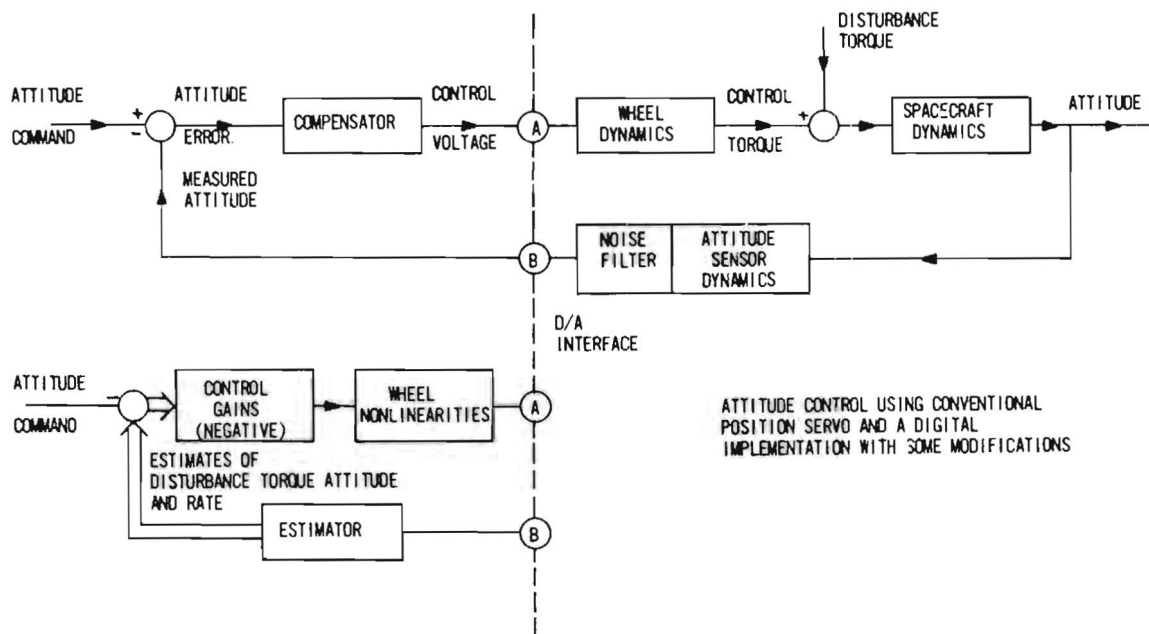 DISTURBANCE
TORQUE
ATTITUDE
COMMAND
+
-
ATTITUDE
ERROR.
COMPENSATOR
CONTROL
VOLTAGE
A
WHEEL
DYNAMICS
CONTROL
TORQUE
+
SPACECRAFT
DYNAMICS
ATTITUDE
MEASURED
ATTITUDE
B
NOISE
FILTER
ATTITUDE
SENSOR
DYNAMICS
D/A
INTERFACE
ATTITUDE
COMMAND
-
CONTROL
GAINS
(NEGATIVE)
WHEEL
NONLINEARITIES
A
ESTIMATES OF
DISTURBANCE TORQUE ATTITUDE
AND RATE
ESTIMATOR
B
ATTITUDE CONTROL USING CONVENTIONAL
POSITION SERVO AND A DIGITAL
IMPLEMENTATION WITH SOME MODIFICATIONS